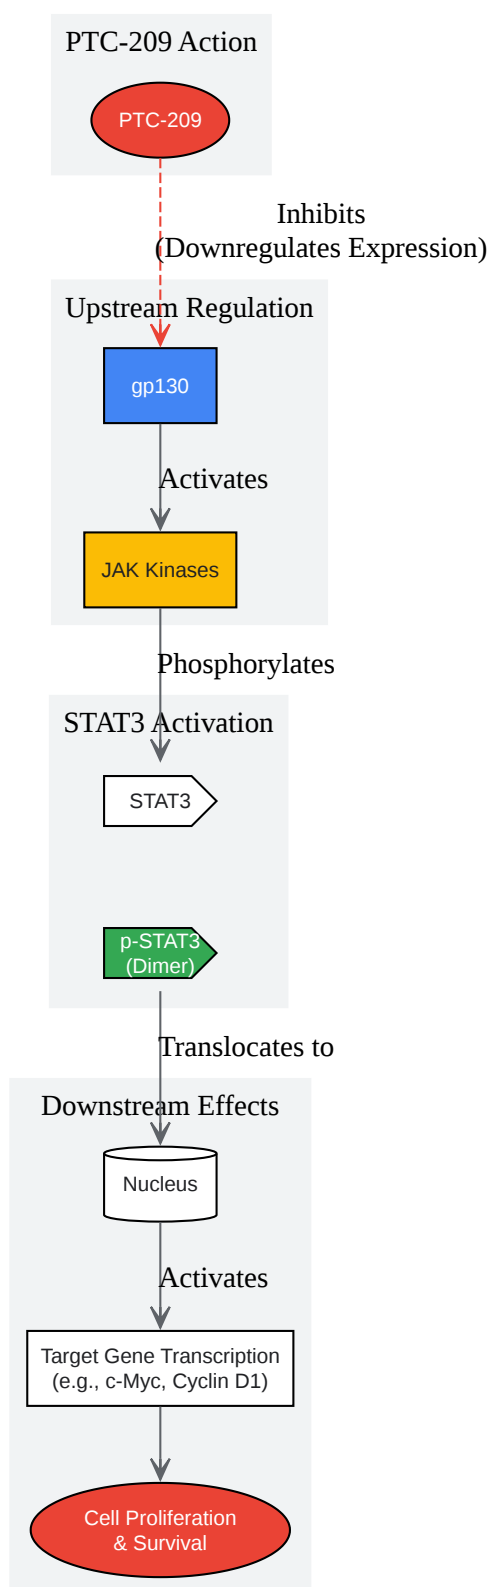 PTC-209 Action
PTC-209
Inhibits
(Downregulates Expression)
Upstream Regulation
gp130
Activates
JAK Kinases
Phosphorylates
STAT3 Activation
STAT3
p-STAT3
(Dimer)
Translocates to
Downstream Effects
Nucleus
Activates
Target Gene Transcription
(e.g., c-Myc, Cyclin D1)
Cell Proliferation
& Survival